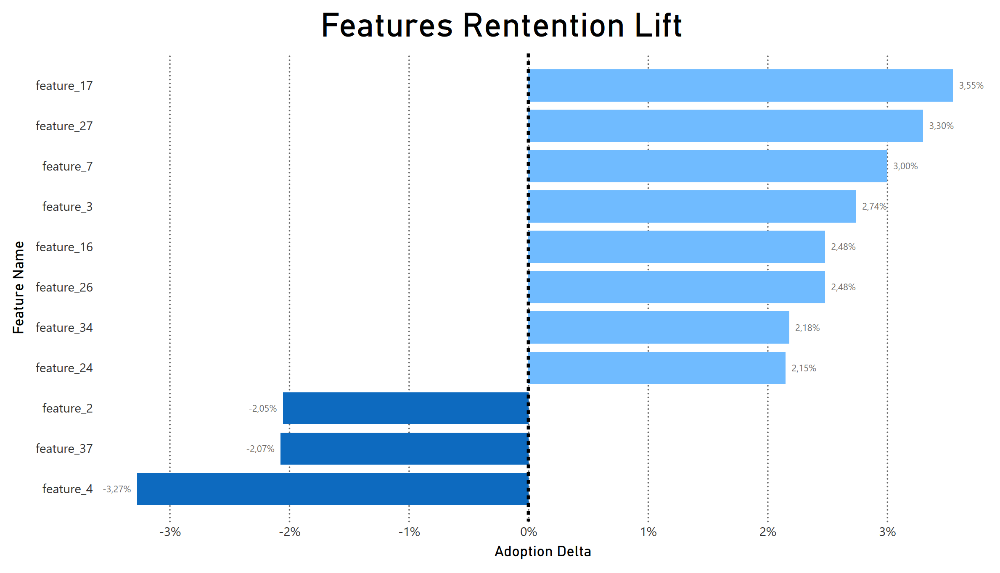 Features Rentention Lift
feature_17
3,55%
feature_27
3,30%
feature_7
3,00%
feature_3
2,74%
feature_16
2,48%
feature_26
2,48%
feature_34
2,18%
feature_24
2,15%
feature_2
-2,05%
feature_37
-2,07%
feature_4
-3,27%
Feature Name
-3%
-2%
-1%
0%
1%
2%
3%
Adoption Delta